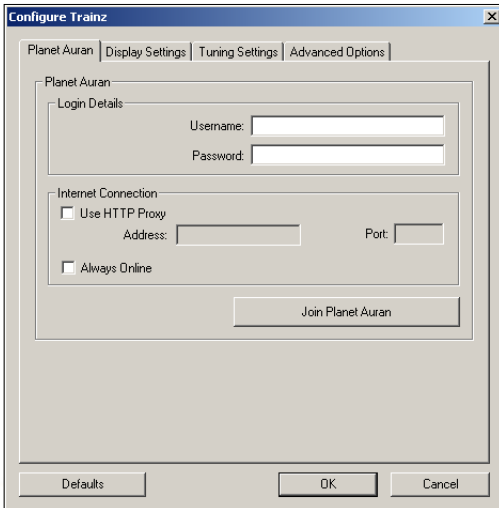 Configure Trainz
Planet Auran Display Settings Tuning Settings Advanced Options
Planet Auran
Login Details
Username:
Password:
Internet Connection
Use HTTP Proxy
Address: Port:
Always Online
Join Planet Auran
Defaults OK Cancel